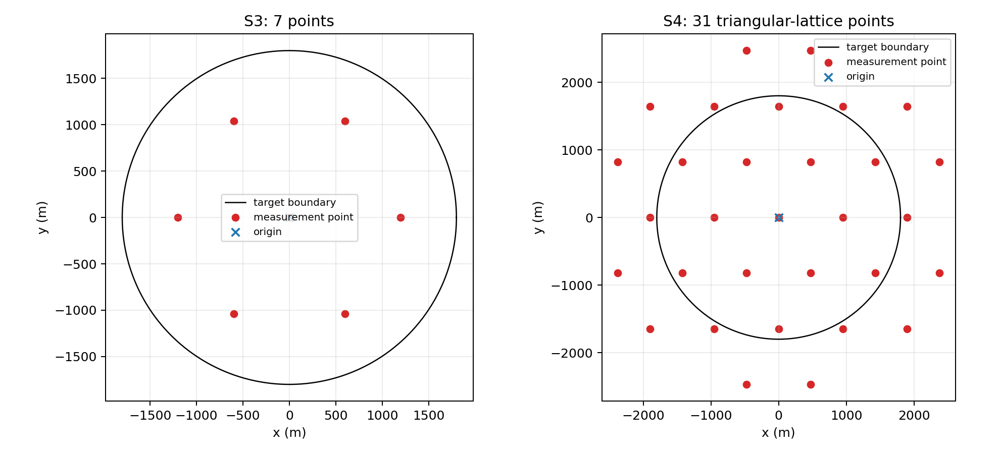 S3: 7 points
y (m)
1500
1000
500
0
−500
−1000
−1500
target boundary
measurement point
origin
−1500 −1000 −500 0 500 1000 1500
x (m)
S4: 31 triangular-lattice points
y (m)
2000
1000
0
−1000
−2000
target boundary
measurement point
origin
−2000 −1000 0 1000 2000
x (m)